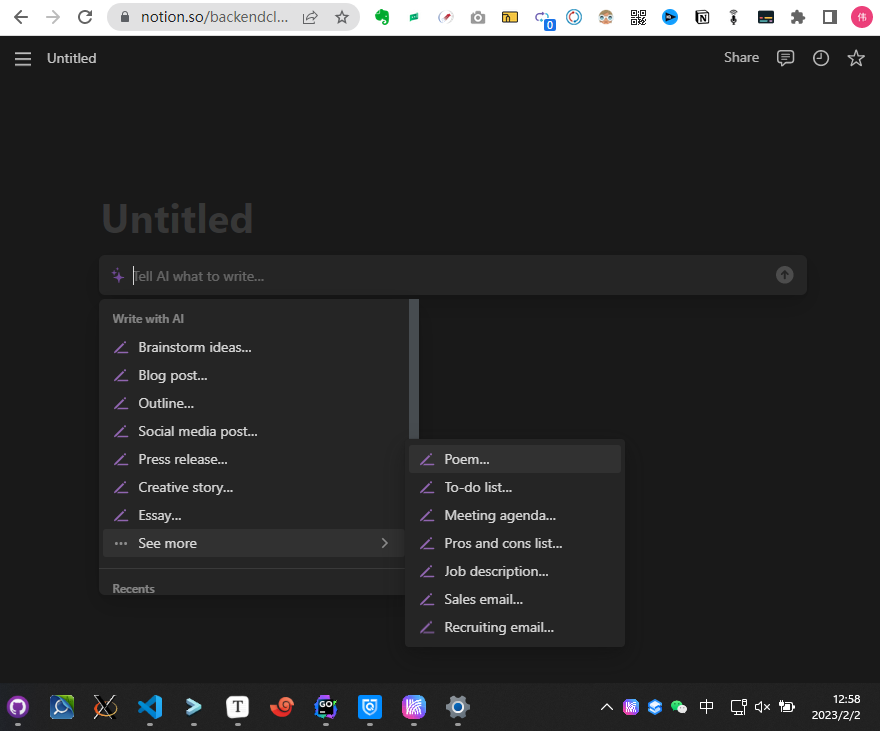 notion.so/backendcl...
0
伟
Untitled
Share
Untitled
Tell AI what to write...
Write with AI
Brainstorm ideas...
Blog post...
Outline...
Social media post...
Press release...
Creative story...
Essay...
See more
Recents
Poem...
To-do list...
Meeting agenda...
Pros and cons list...
Job description...
Sales email...
Recruiting email...
T
GO
中
12:58
2023/2/2